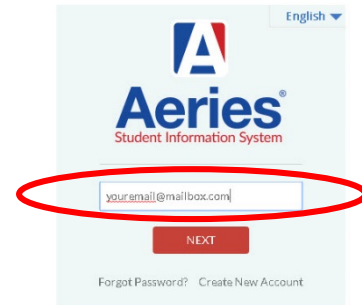 English
Aeries®
Student Information System
youremail@mailbox.com
NEXT
Forgot Password? Create New Account